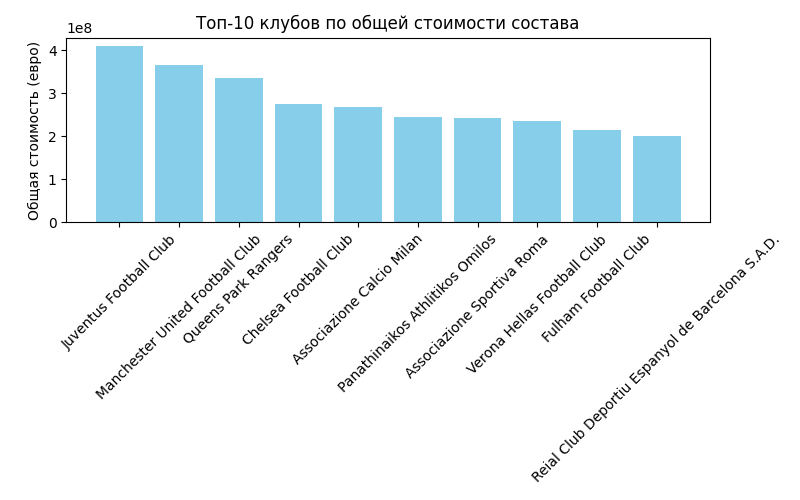 Топ-10 клубов по общей стоимости состава
1e8
Общая стоимость (евро)
4
3
2
1
0
Juventus Football Club
Manchester United Football Club
Queens Park Rangers
Chelsea Football Club
Associazione Calcio Milan
Panathinaikos Athlitikos Omilos
Associazione Sportiva Roma
Verona Hellas Football Club
Fulham Football Club
Reial Club Deportiu Espanyol de Barcelona S.A.D.